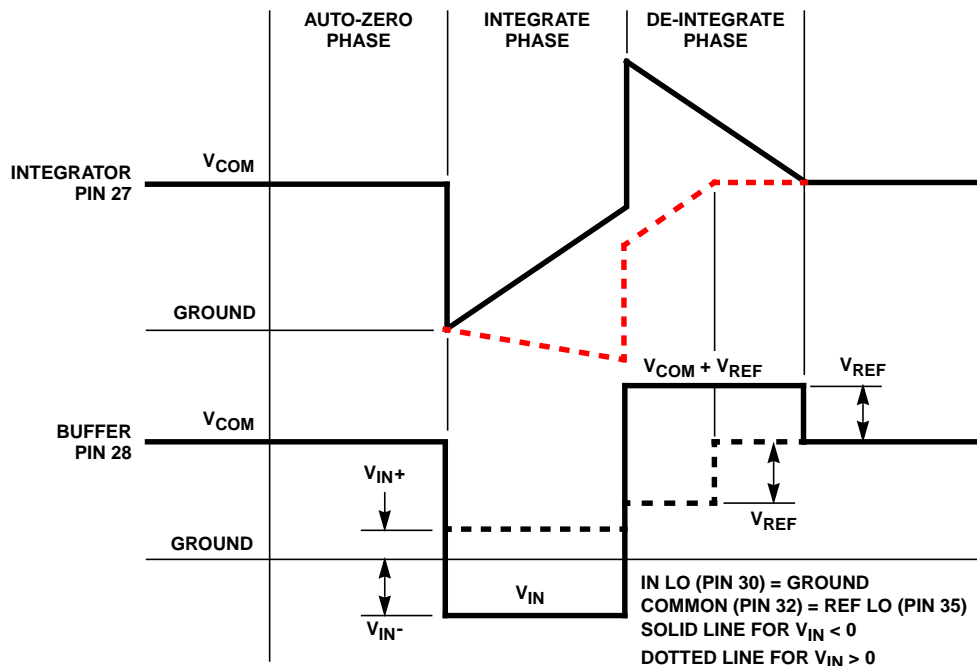 AUTO-ZERO
PHASE
INTEGRATE
PHASE
DE-INTEGRATE
PHASE
INTEGRATOR
PIN 27
VCOM
GROUND
VCOM + VREF
VREF
BUFFER
PIN 28
VCOM
VIN+
VREF
GROUND
VIN
VIN-
IN LO (PIN 30) = GROUND
COMMON (PIN 32) = REF LO (PIN 35)
SOLID LINE FOR VIN < 0
DOTTED LINE FOR VIN > 0